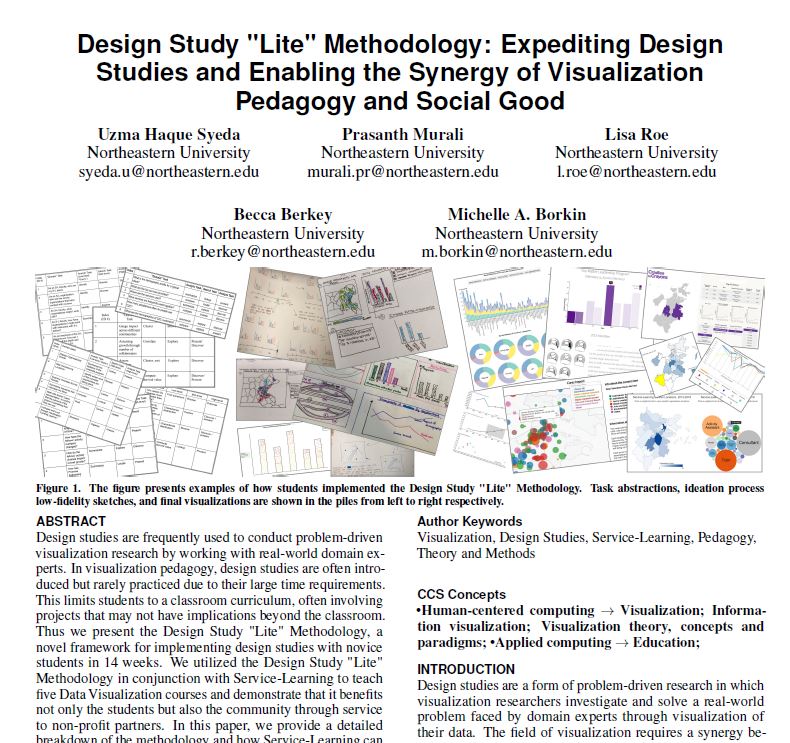 Design Study "Lite" Methodology: Expediting Design
Studies and Enabling the Synergy of Visualization
Pedagogy and Social Good
Uzma Haque Syeda
Northeastern University
syeda.u@northeastern.edu
Prasanth Murali
Northeastern University
murali.pr@northeastern.edu
Lisa Roe
Northeastern University
l.roe@northeastern.edu
Becca Berkey
Northeastern University
r.berkey@northeastern.edu
Michelle A. Borkin
Northeastern University
m.borkin@northeastern.edu
Figure 1. The figure presents examples of how students implemented the Design Study "Lite" Methodology. Task abstractions, ideation process
low-fidelity sketches, and final visualizations are shown in the piles from left to right respectively.
ABSTRACT
Design studies are frequently used to conduct problem-driven
visualization research by working with real-world domain ex-
perts. In visualization pedagogy, design studies are often intro-
duced but rarely practiced due to their large time requirements.
This limits students to a classroom curriculum, often involving
projects that may not have implications beyond the classroom.
Thus we present the Design Study "Lite" Methodology, a
novel framework for implementing design studies with novice
students in 14 weeks. We utilized the Design Study "Lite"
Methodology in conjunction with Service-Learning to teach
five Data Visualization courses and demonstrate that it benefits
not only the students but also the community through service
to non-profit partners. In this paper, we provide a detailed
breakdown of the methodology and how Service-Learning can
Author Keywords
Visualization, Design Studies, Service-Learning, Pedagogy,
Theory and Methods
CCS Concepts
•Human-centered computing → Visualization; Informa-
tion visualization; Visualization theory, concepts and
paradigms; •Applied computing → Education;
INTRODUCTION
Design studies are a form of problem-driven research in which
visualization researchers investigate and solve a real-world
problem faced by domain experts through visualization of
their data. The field of visualization requires a synergy be-